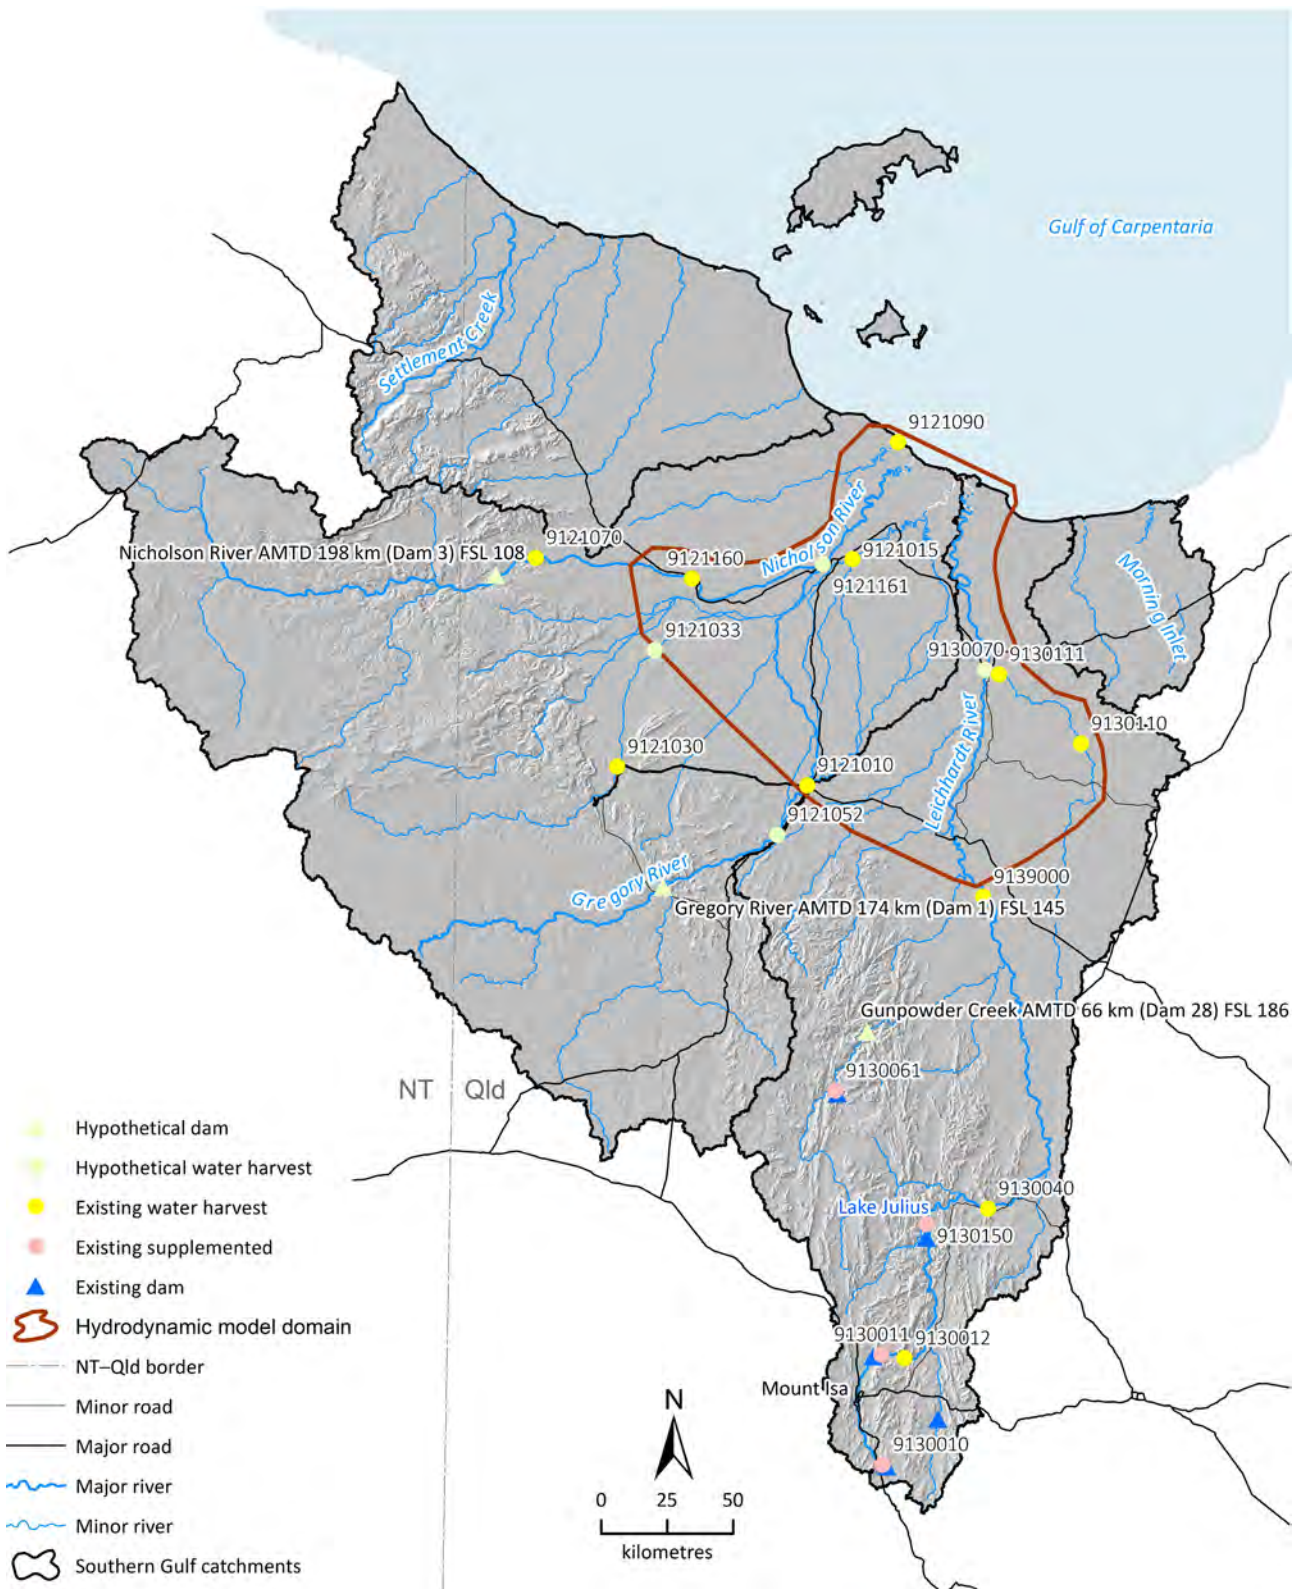 Gulf of Carpentaria
Settlement Creek
9121090
Nicholson River
Nicholson River AMTD 198 km (Dam 3) FSL 108
9121070
9121160
9121015
9121161
Morning Inlet
9121033
9130070
9130111
9130110
9121030
9121010
Leichhardt River
9121052
Gregory River
9139000
Gregory River AMTD 174 km (Dam 1) FSL 145
Gunpowder Creek AMTD 66 km (Dam 28) FSL 186
9130061
NT
Qld
9130040
Lake Julius
9130150
9130011
9130012
Mount Isa
9130010
Hypothetical dam
Hypothetical water harvest
Existing water harvest
Existing supplemented
Existing dam
Hydrodynamic model domain
NT–Qld border
Minor road
Major road
Major river
Minor river
Southern Gulf catchments
N
0 25 50
kilometres